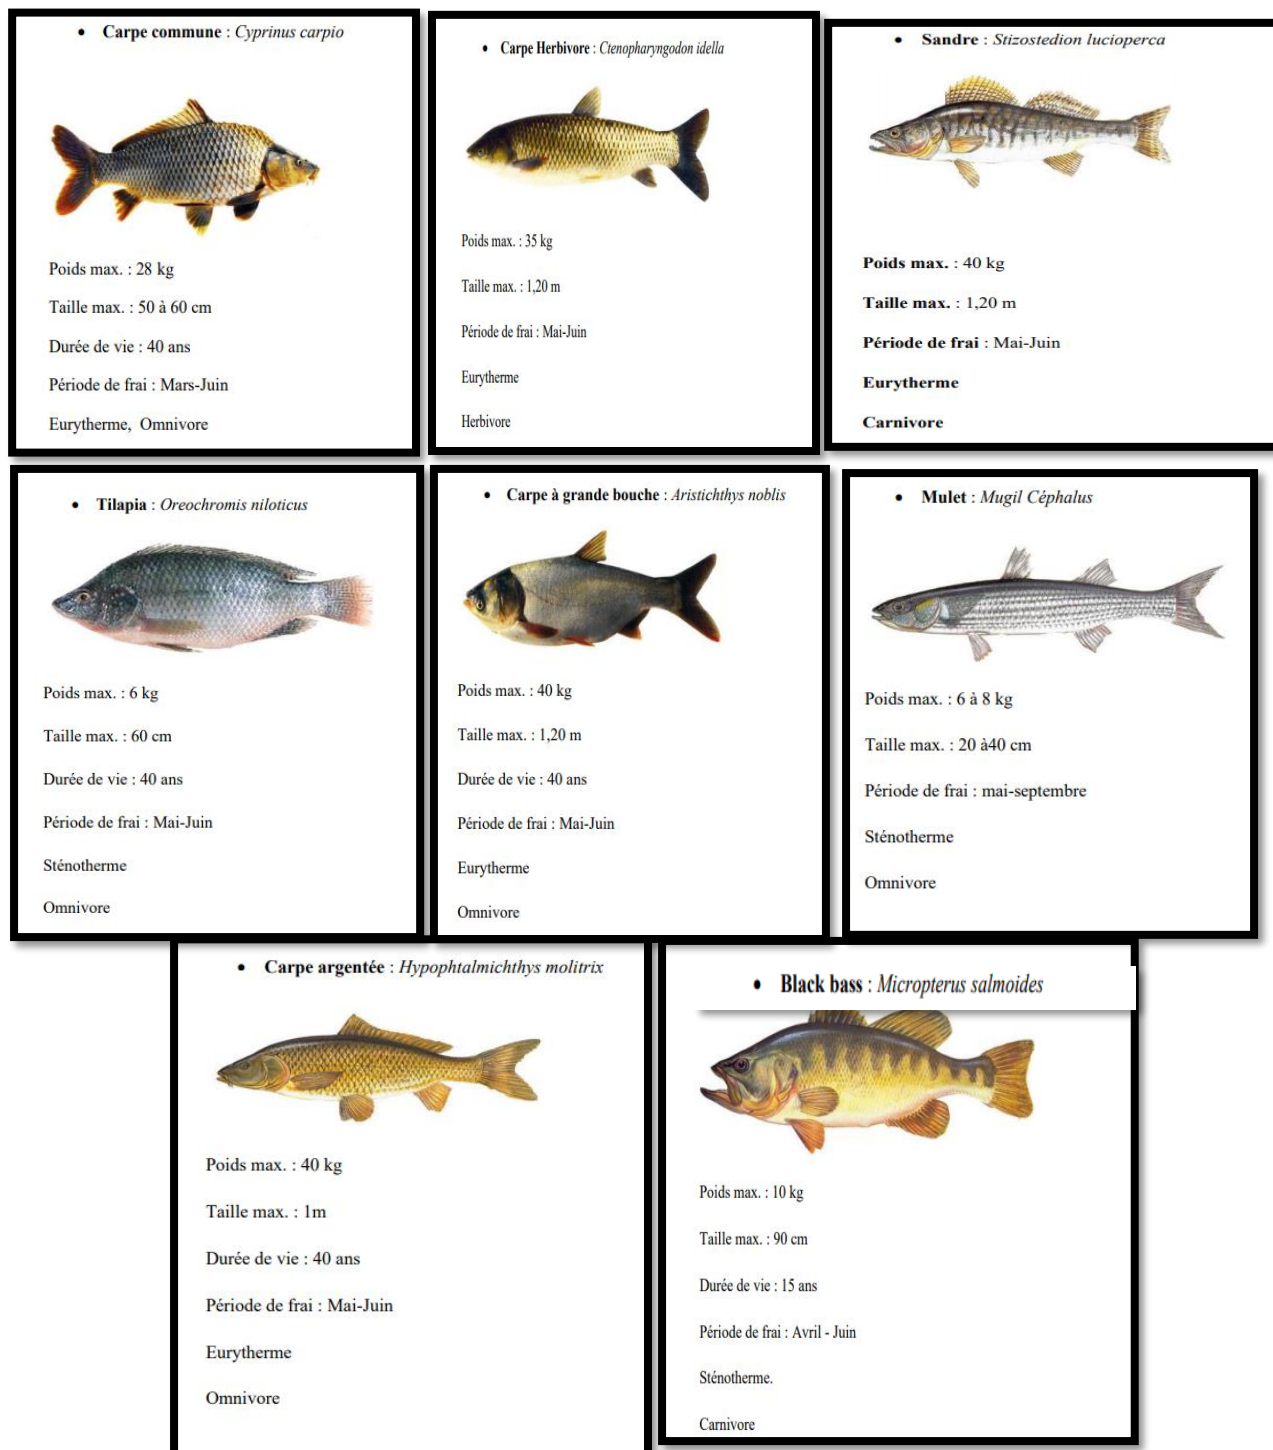 • Carpe commune : Cyprinus carpio
Poids max. : 28 kg
Taille max. : 50 à 60 cm
Durée de vie : 40 ans
Période de frai : Mars-Juin
Eurytherme, Omnivore
• Carpe Herbivore : Ctenopharyngodon idella
Poids max. : 35 kg
Taille max. : 1,20 m
Période de frai : Mai-Juin
Eurytherme
Herbivore
• Sandre : Stizostedion lucioperca
Poids max. : 40 kg
Taille max. : 1,20 m
Période de frai : Mai-Juin
Eurytherme
Carnivore
• Tilapia : Oreochromis niloticus
Poids max. : 6 kg
Taille max. : 60 cm
Durée de vie : 40 ans
Période de frai : Mai-Juin
Sténotherme
Omnivore
• Carpe à grande bouche : Aristichthys noblis
Poids max. : 40 kg
Taille max. : 1,20 m
Durée de vie : 40 ans
Période de frai : Mai-Juin
Eurytherme
Omnivore
• Mulet : Mugil Céphalus
Poids max. : 6 à 8 kg
Taille max. : 20 à40 cm
Période de frai : mai-septembre
Sténotherme
Omnivore
• Carpe argentée : Hypophtalmichthys molitrix
Poids max. : 40 kg
Taille max. : 1m
Durée de vie : 40 ans
Période de frai : Mai-Juin
Eurytherme
Omnivore
• Black bass : Micropterus salmoides
Poids max. : 10 kg
Taille max. : 90 cm
Durée de vie : 15 ans
Période de frai : Avril - Juin
Sténotherme.
Carnivore